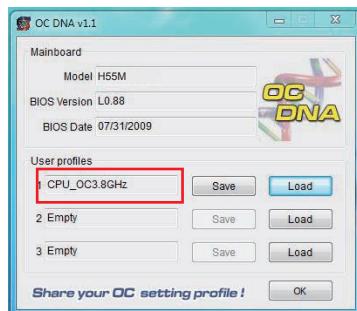 OC DNA v1.1
Mainboard
Model H55M
BIOS Version L0.88
BIOS Date 07/31/2009
OC DNA
User profiles
1 CPU_OC3.8GHz Save Load
2 Empty Save Load
3 Empty Save Load
Share your OC setting profile! OK